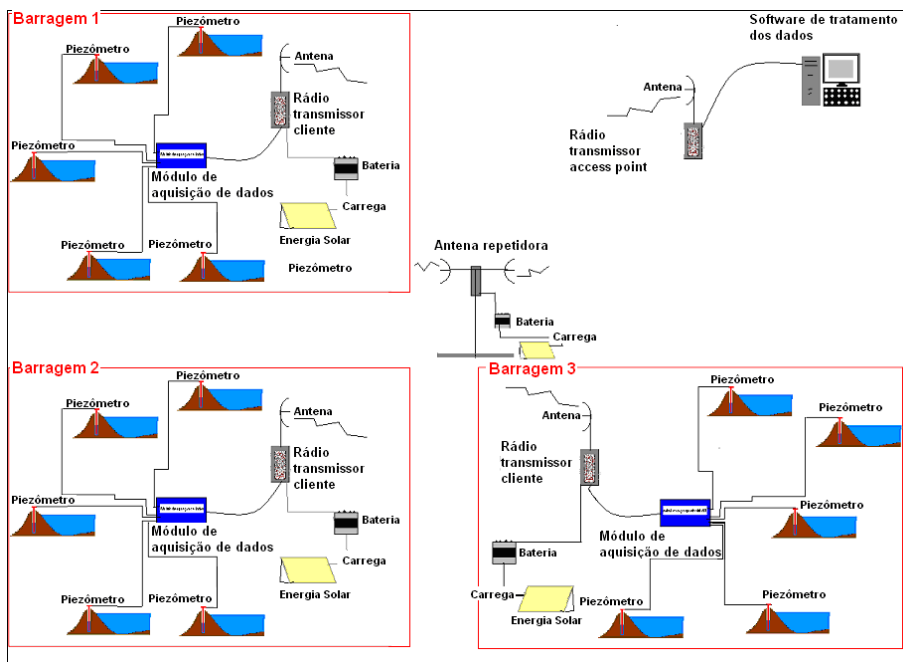 Barragem 1
Piezómetro
Piezómetro
Antena
Rádio
transmissor
cliente
Piezómetro
Módulo de
aquisição de dados
Bateria
Carrega
Energia Solar
Piezómetro
Piezómetro
Piezómetro
Software de tratamento
dos dados
Antena
Rádio
transmissor
access point
Antena repetidora
Bateria
Carrega
Barragem 2
Piezómetro
Piezómetro
Antena
Rádio
transmissor
cliente
Piezómetro
Módulo de
aquisição de dados
Bateria
Carrega
Energia Solar
Piezómetro
Piezómetro
Barragem 3
Piezómetro
Antena
Piezómetro
Rádio
transmissor
cliente
Piezómetro
Módulo de
aquisição de dados
Bateria
Carrega
Energia Solar
Piezómetro
Piezómetro